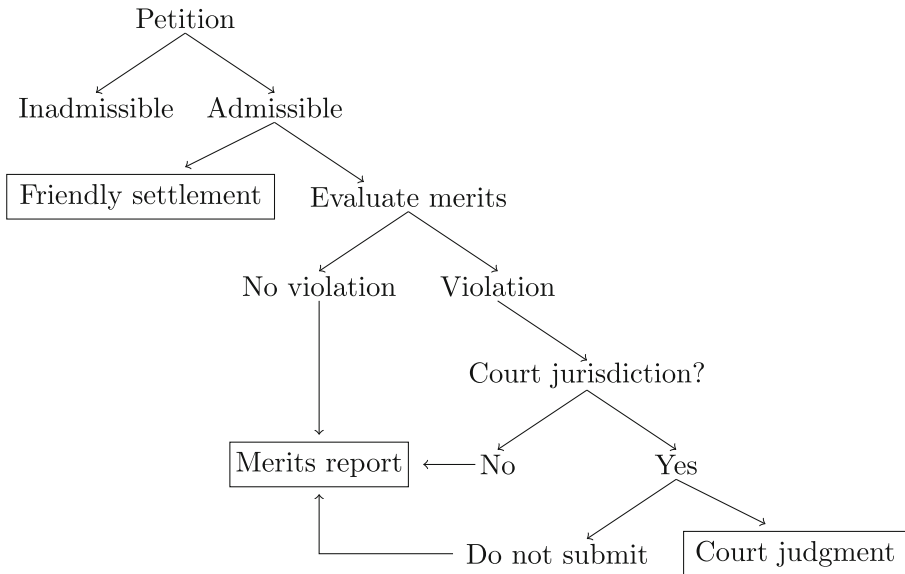 Petition
Inadmissible
Admissible
Friendly settlement
Evaluate merits
No violation
Violation
Court jurisdiction?
Merits report
No
Yes
Do not submit
Court judgment